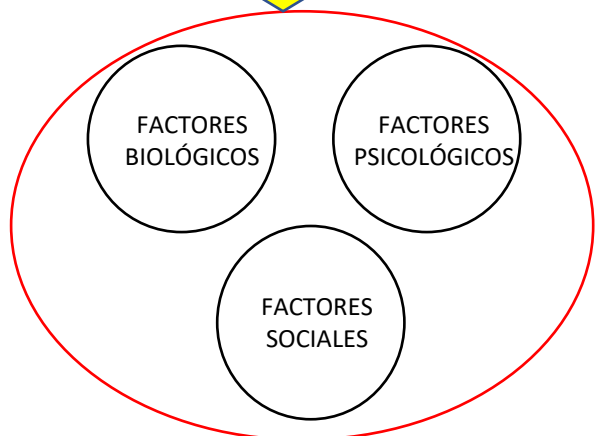 FACTORES
BIOLÓGICOS
FACTORES
PSICOLÓGICOS
FACTORES
SOCIALES